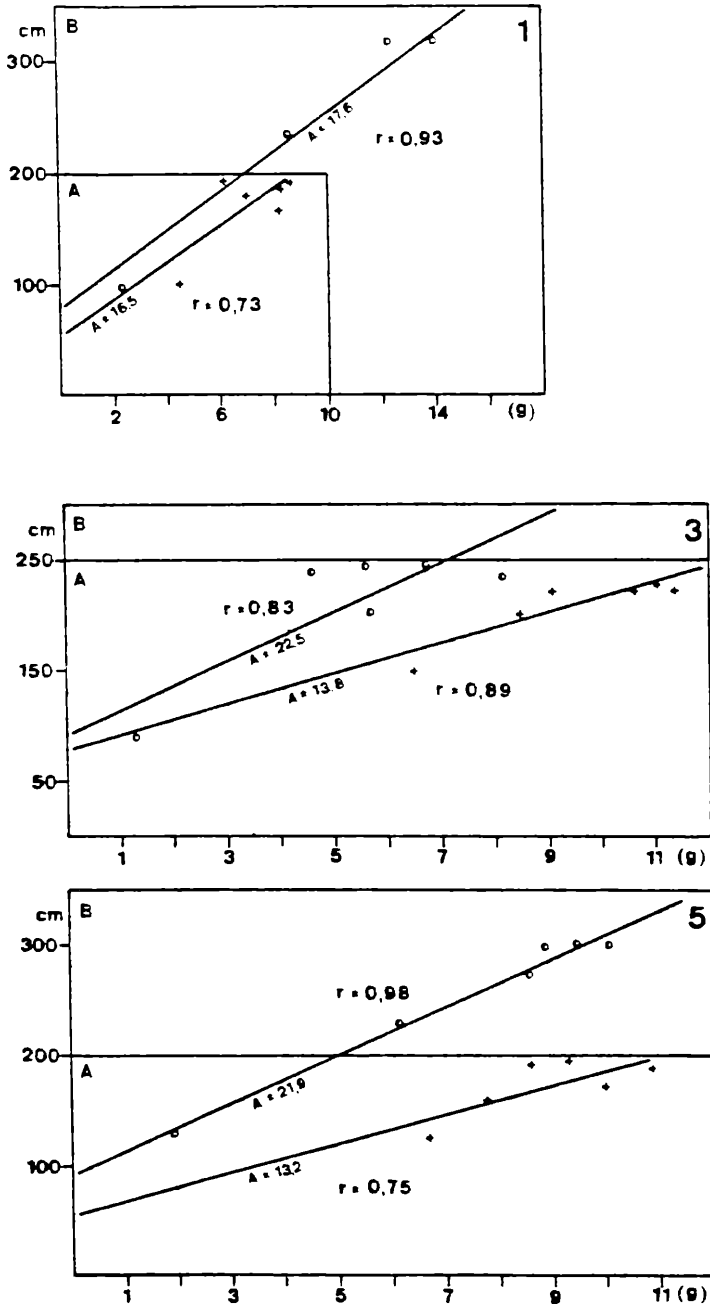 B 1
cm
300
A = 17,6
r = 0,93
200
A
100
A = 16,5
r = 0,73
2 6 10 14 (g)
B 3
cm
250
A
r = 0,83
A = 22,5
150
A = 13,8
r = 0,89
50
1 3 5 7 9 11 (g)
B 5
cm
300
r = 0,98
200
A
A = 21,9
100
A = 13,2
r = 0,75
1 3 5 7 9 11 (g)